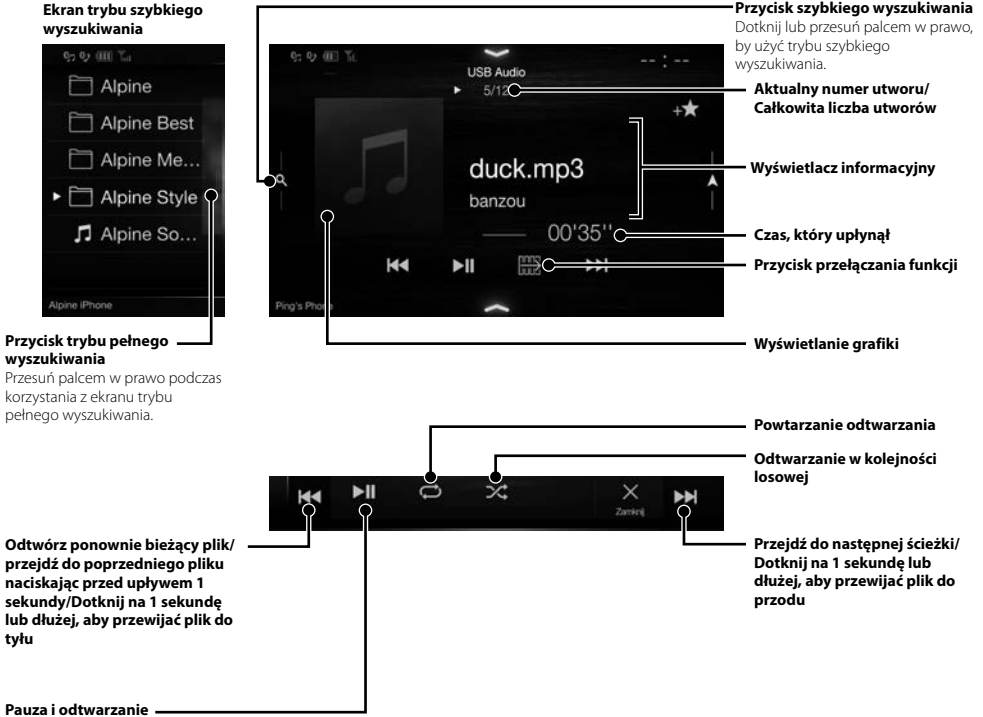 Ekran trybu szybkiego
wyszukiwania
Alpine
Alpine Best
Alpine Me...
Alpine Style
Alpine So...
Alpine iPhone
Przycisk trybu pełnego
wyszukiwania
Przesuń palcem w prawo podczas
korzystania z ekranu trybu
pełnego wyszukiwania.
USB Audio
5/12
-- : --
duck.mp3
banzou
00'35''
Ping's Phone
Przycisk szybkiego wyszukiwania
Dotknij lub przesuń palcem w prawo,
by użyć trybu szybkiego
wyszukiwania.
Aktualny numer utworu/
Całkowita liczba utworów
Wyświetlacz informacyjny
Czas, który upłynął
Przycisk przełączania funkcji
Wyświetlanie grafiki
Powtarzanie odtwarzania
Odtwarzanie w kolejności
losowej
Zamknij
Odtwórz ponownie bieżący plik/
przejdź do poprzedniego pliku
naciskając przed upływem 1
sekundy/Dotknij na 1 sekundę
lub dłużej, aby przewijać plik do
tyłu
Przejdź do następnej ścieżki/
Dotknij na 1 sekundę lub
dłużej, aby przewijać plik do
przodu
Pauza i odtwarzanie